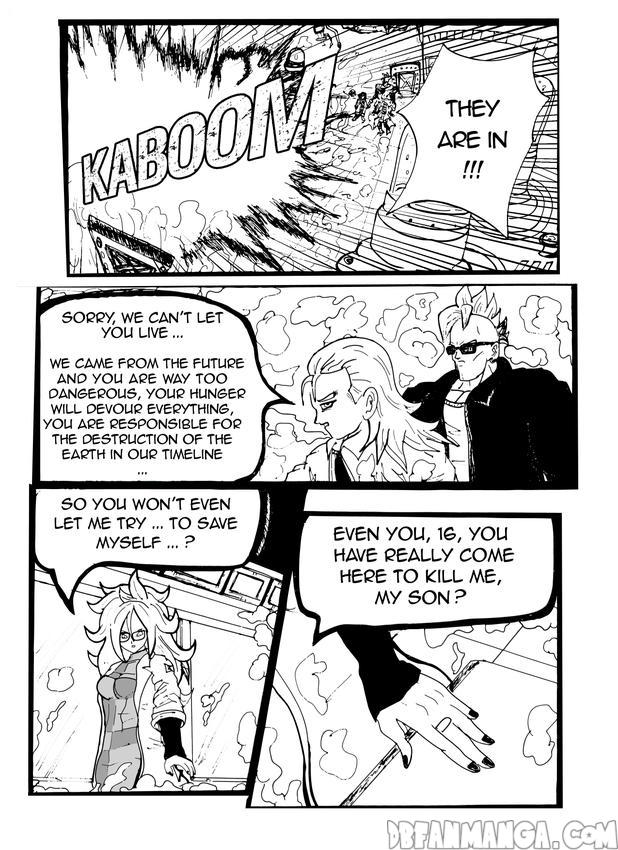 KABOOM
THEY
ARE IN
!!!
SORRY, WE CAN'T LET
YOU LIVE ...
WE CAME FROM THE FUTURE
AND YOU ARE WAY TOO
DANGEROUS, YOUR HUNGER
WILL DEVOUR EVERYTHING,
YOU ARE RESPONSIBLE FOR
THE DESTRUCTION OF THE
EARTH IN OUR TIMELINE
...
SO YOU WON'T EVEN
LET ME TRY ... TO SAVE
MYSELF ... ?
EVEN YOU, 16, YOU
HAVE REALLY COME
HERE TO KILL ME,
MY SON?
DBFANMANGA.COM